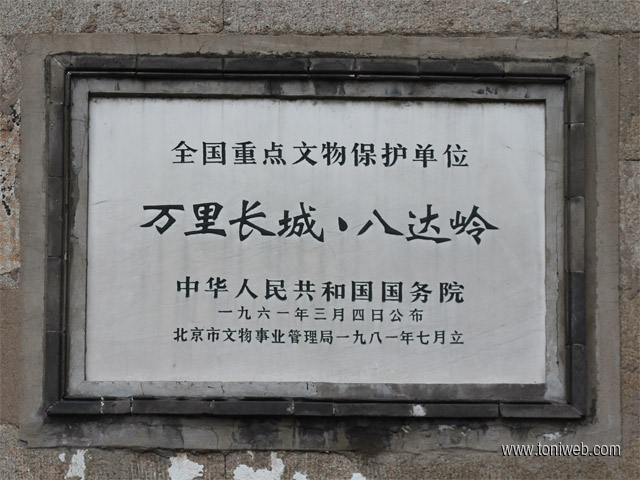 全国重点文物保护单位
万里长城·八达岭
中华人民共和国国务院
一九六一年三月四日公布
北京市文物事业管理局一九八一年七月立
www.toniweb.com